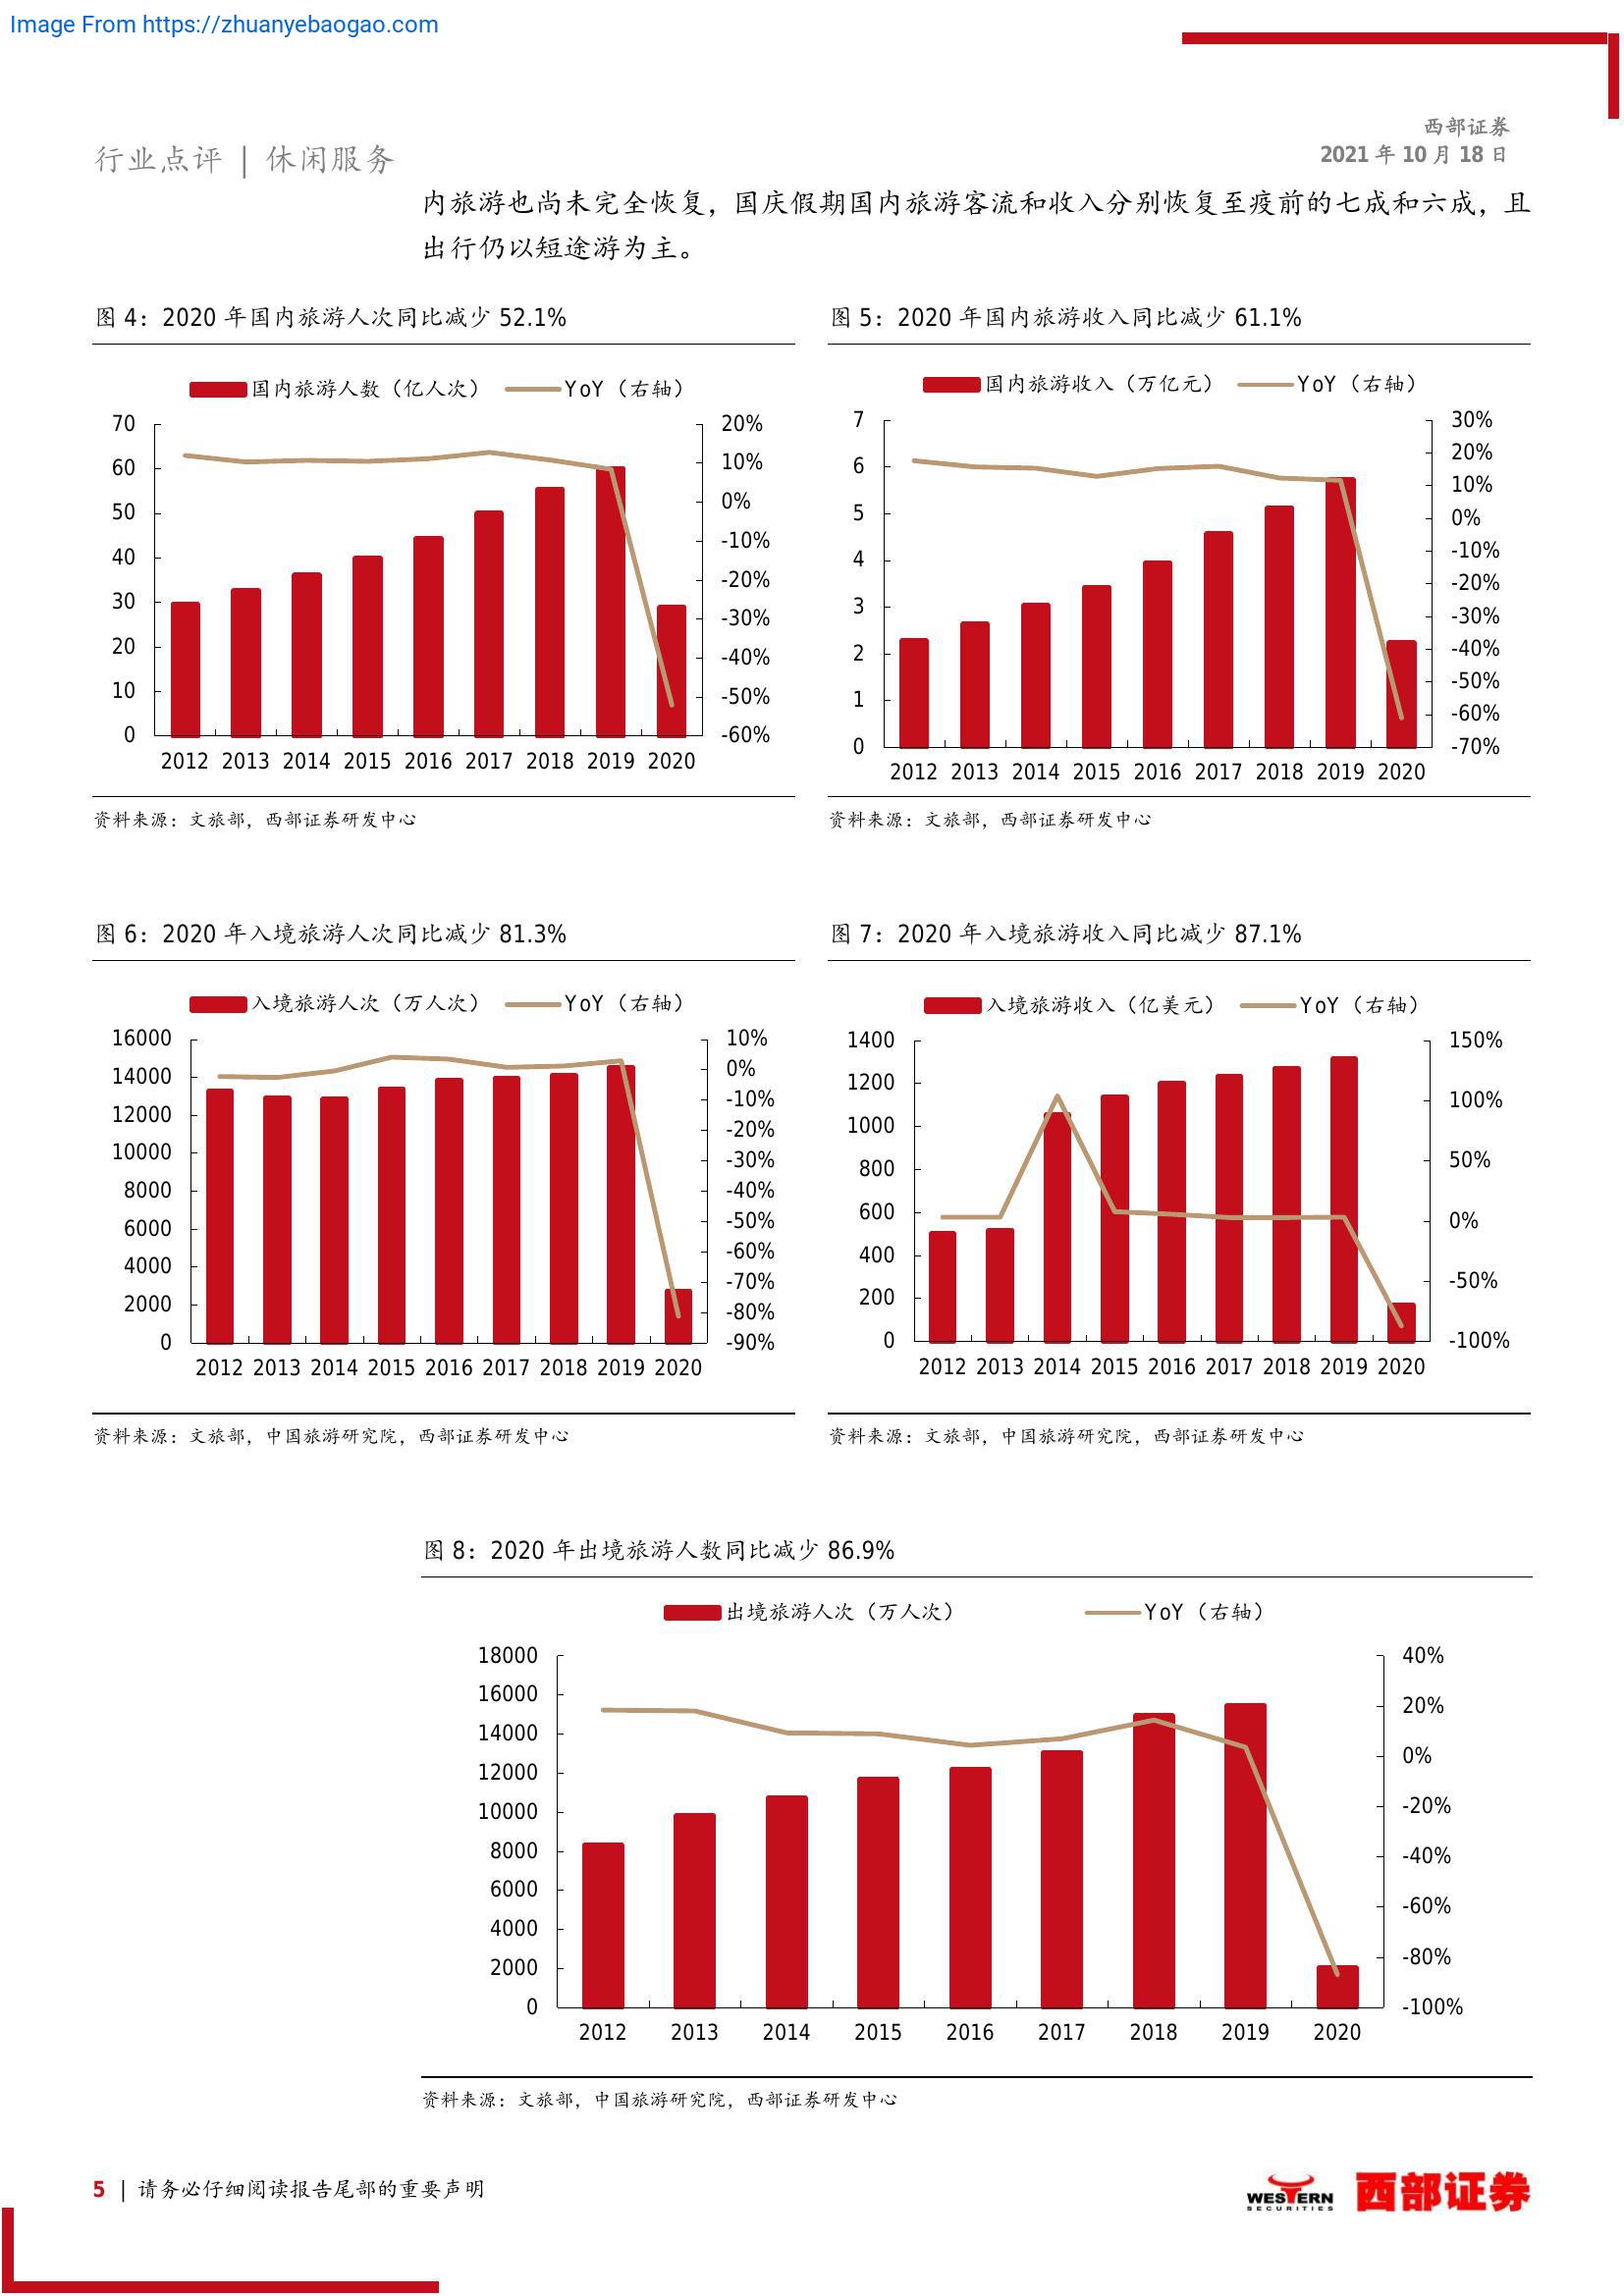 Image From https://zhuanyebaogao.com
西部证券
2021 年 10 月 18 日
行业点评 | 休闲服务
内旅游也尚未完全恢复，国庆假期国内旅游客流和收入分别恢复至疫前的七成和六成，且
出行仍以短途游为主。
图 4：2020 年国内旅游人次同比减少 52.1%
国内旅游人数（亿人次） YoY（右轴）
70
60
50
40
30
20
10
0
20%
10%
0%
-10%
-20%
-30%
-40%
-50%
-60%
2012 2013 2014 2015 2016 2017 2018 2019 2020
资料来源：文旅部，西部证券研发中心
图 5：2020 年国内旅游收入同比减少 61.1%
国内旅游收入（万亿元） YoY（右轴）
7
6
5
4
3
2
1
0
30%
20%
10%
0%
-10%
-20%
-30%
-40%
-50%
-60%
-70%
2012 2013 2014 2015 2016 2017 2018 2019 2020
资料来源：文旅部，西部证券研发中心
图 6：2020 年入境旅游人次同比减少 81.3%
入境旅游人次（万人次） YoY（右轴）
16000
14000
12000
10000
8000
6000
4000
2000
0
10%
0%
-10%
-20%
-30%
-40%
-50%
-60%
-70%
-80%
-90%
2012 2013 2014 2015 2016 2017 2018 2019 2020
资料来源：文旅部，中国旅游研究院，西部证券研发中心
图 7：2020 年入境旅游收入同比减少 87.1%
入境旅游收入（亿美元） YoY（右轴）
1400
1200
1000
800
600
400
200
0
150%
100%
50%
0%
-50%
-100%
2012 2013 2014 2015 2016 2017 2018 2019 2020
资料来源：文旅部，中国旅游研究院，西部证券研发中心
图 8：2020 年出境旅游人数同比减少 86.9%
出境旅游人次（万人次） YoY（右轴）
18000
16000
14000
12000
10000
8000
6000
4000
2000
0
40%
20%
0%
-20%
-40%
-60%
-80%
-100%
2012 2013 2014 2015 2016 2017 2018 2019 2020
资料来源：文旅部，中国旅游研究院，西部证券研发中心
5 | 请务必仔细阅读报告尾部的重要声明
WESTERN
SECURITIES
西部证券